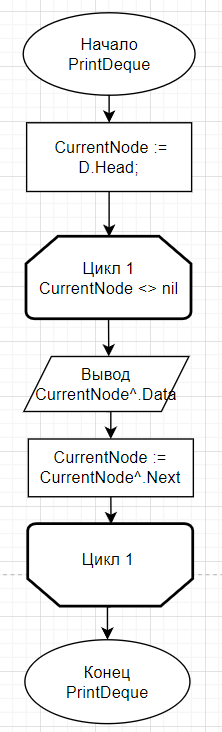 Начало
PrintDeque
CurrentNode :=
D.Head;
Цикл 1
CurrentNode <> nil
Вывод
CurrentNode^.Data
CurrentNode :=
CurrentNode^.Next
Цикл 1
Конец
PrintDeque